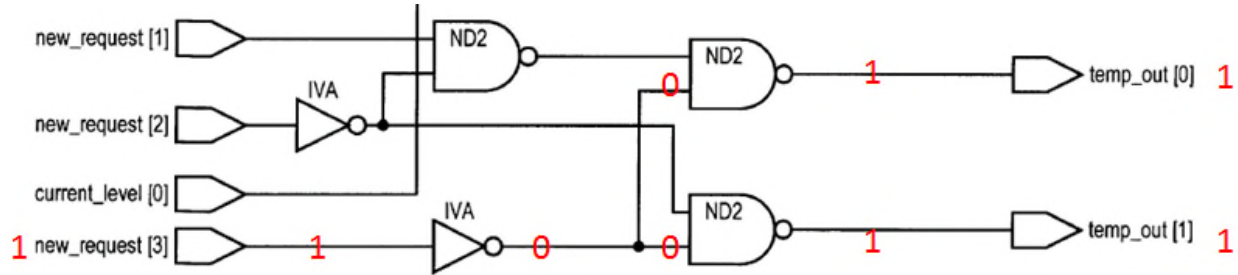 new_request [1]
ND2
ND2
0
1
temp_out [0] 1
IVA
new_request [2]
current_level [0]
IVA
ND2
1 new_request [3]
1
0
0
1
temp_out [1] 1